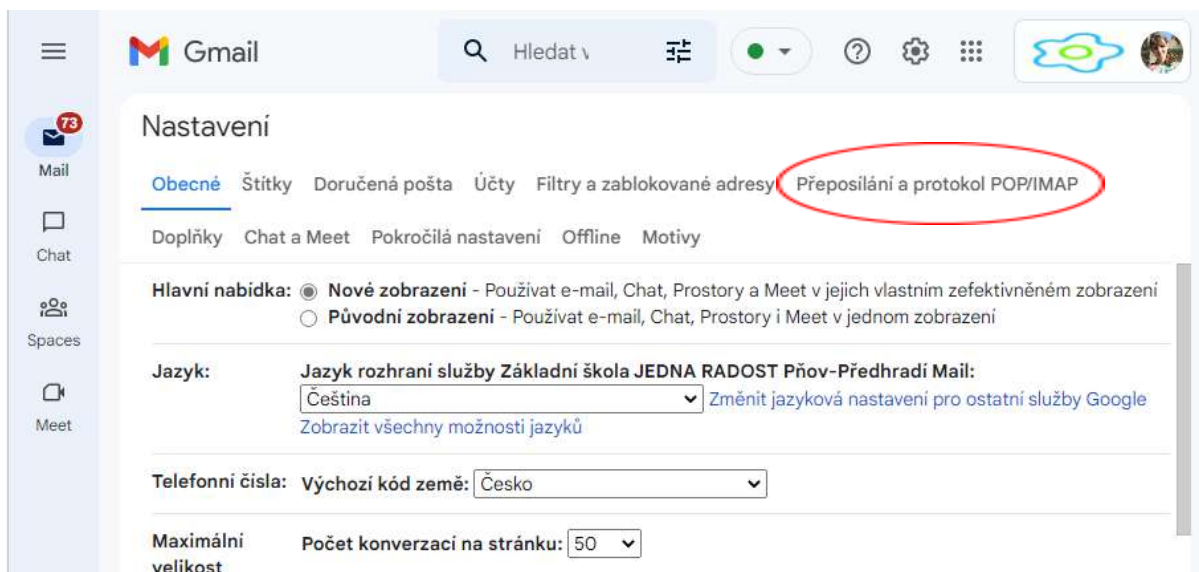 Gmail
Hledat v
73
Mail
Chat
Spaces
Meet
Nastavení
Obecné Štítky Doručená pošta Účty Filtry a zablokované adresy Přeposílání a protokol POP/IMAP
Doplňky Chat a Meet Pokročilá nastavení Offline Motivy
Hlavní nabídka: Nové zobrazení - Používat e-mail, Chat, Prostory a Meet v jejich vlastním zefektivněném zobrazení
Původní zobrazení - Používat e-mail, Chat, Prostory i Meet v jednom zobrazení
Jazyk: Jazyk rozhraní služby Základní škola JEDNA RADOST Pňov-Předhradí Mail:
Čeština Změnit jazyková nastavení pro ostatní služby Google
Zobrazit všechny možnosti jazyků
Telefonní čísla: Výchozí kód země: Česko
Maximální Počet konverzací na stránku: 50
velikost